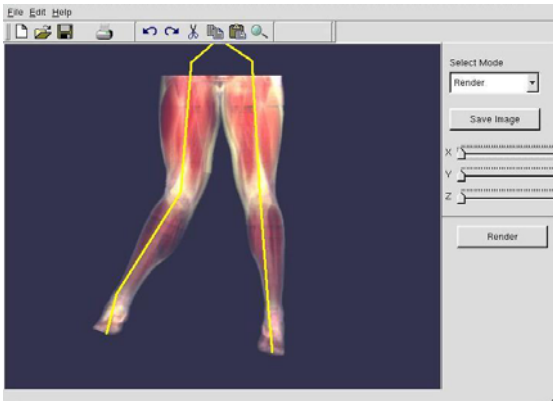 File Edit Help
Select Mode
Render
Save Image
X
Y
Z
Render